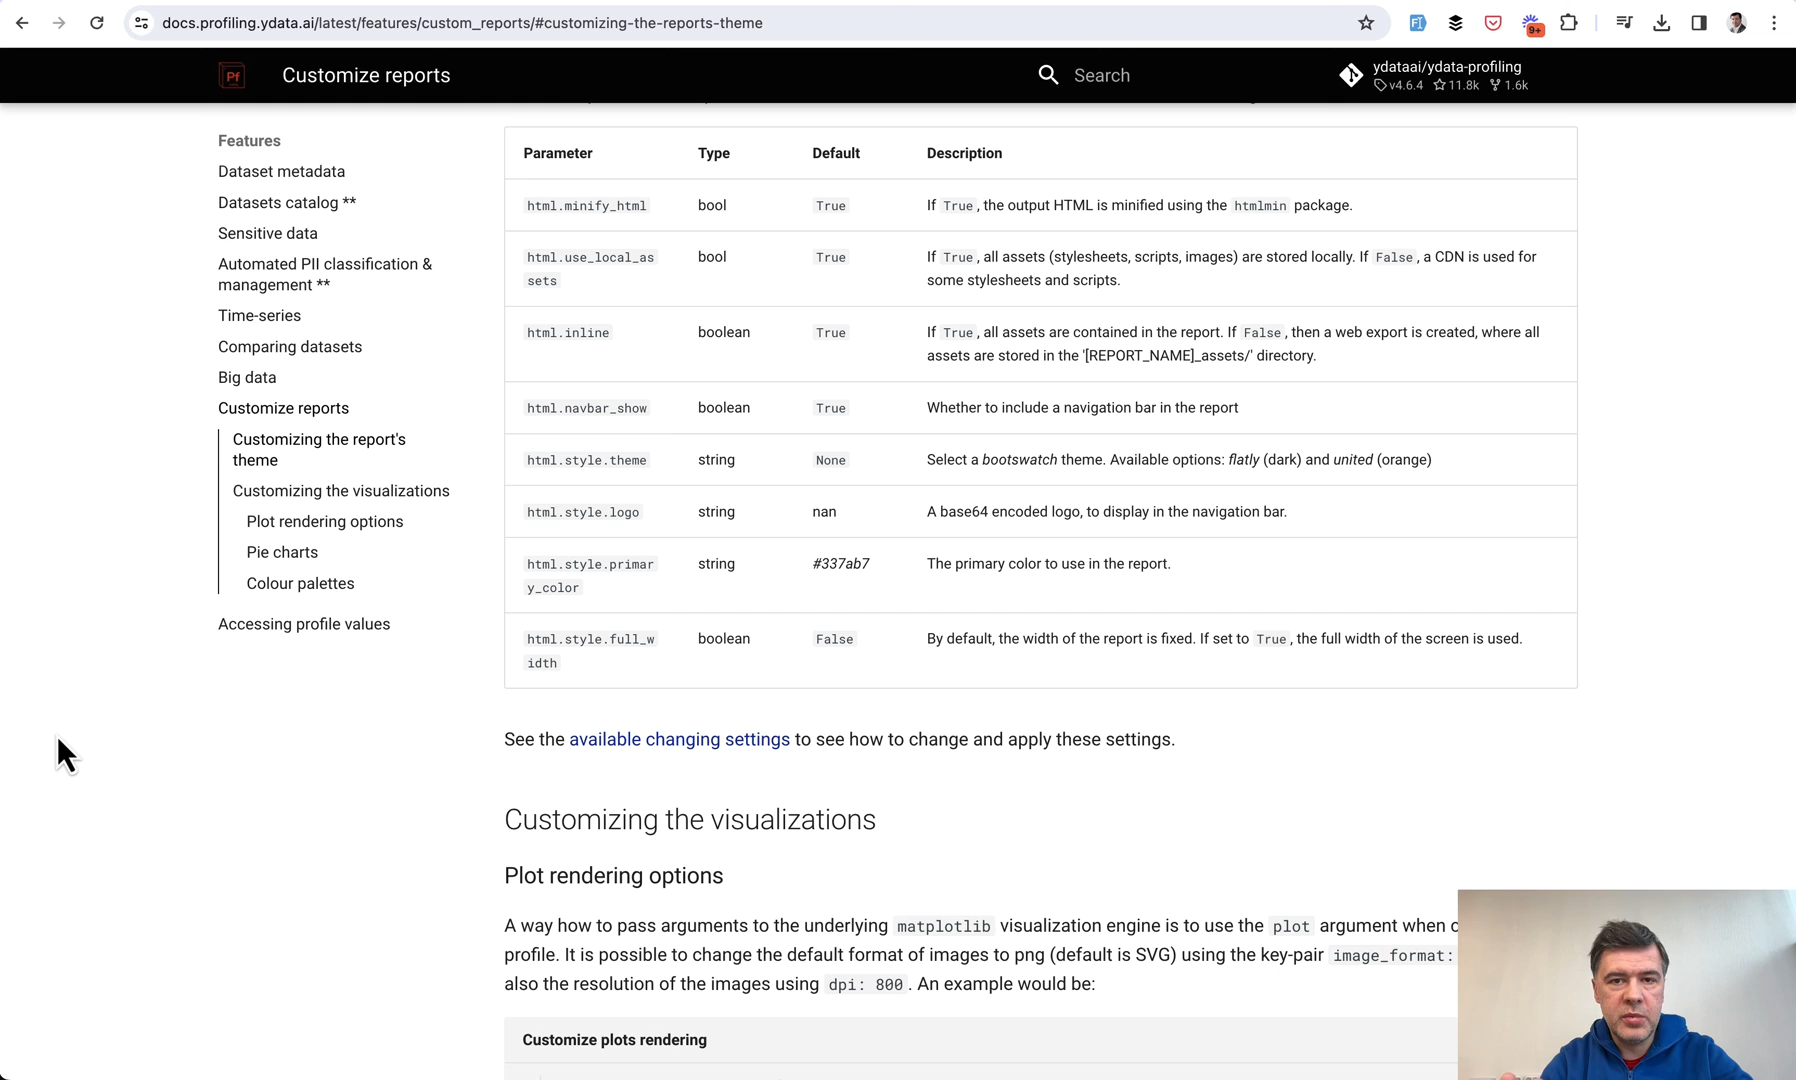 docs.profiling.ydata.ai/latest/features/custom_reports/#customizing-the-reports-theme
9+
Pf
Customize reports
Search
ydataai/ydata-profiling
v4.6.4 11.8k 1.6k
Features
Dataset metadata
Datasets catalog **
Sensitive data
Automated PII classification &
management **
Time-series
Comparing datasets
Big data
Customize reports
Customizing the report's
theme
Customizing the visualizations
Plot rendering options
Pie charts
Colour palettes
Accessing profile values
Parameter Type Default Description
html.minify_html bool True If True, the output HTML is minified using the htmlmin package.
html.use_local_as bool True If True, all assets (stylesheets, scripts, images) are stored locally. If False, a CDN is used for
sets some stylesheets and scripts.
html.inline boolean True If True, all assets are contained in the report. If False, then a web export is created, where all
assets are stored in the '[REPORT_NAME]_assets/' directory.
html.navbar_show boolean True Whether to include a navigation bar in the report
html.style.theme string None Select a bootswatch theme. Available options: flatly (dark) and united (orange)
html.style.logo string nan A base64 encoded logo, to display in the navigation bar.
html.style.primar string #337ab7 The primary color to use in the report.
y_color
html.style.full_w boolean False By default, the width of the report is fixed. If set to True, the full width of the screen is used.
idth
See the available changing settings to see how to change and apply these settings.
Customizing the visualizations
Plot rendering options
A way how to pass arguments to the underlying matplotlib visualization engine is to use the plot argument when
profile. It is possible to change the default format of images to png (default is SVG) using the key-pair image_format:
also the resolution of the images using dpi: 800. An example would be:
Customize plots rendering